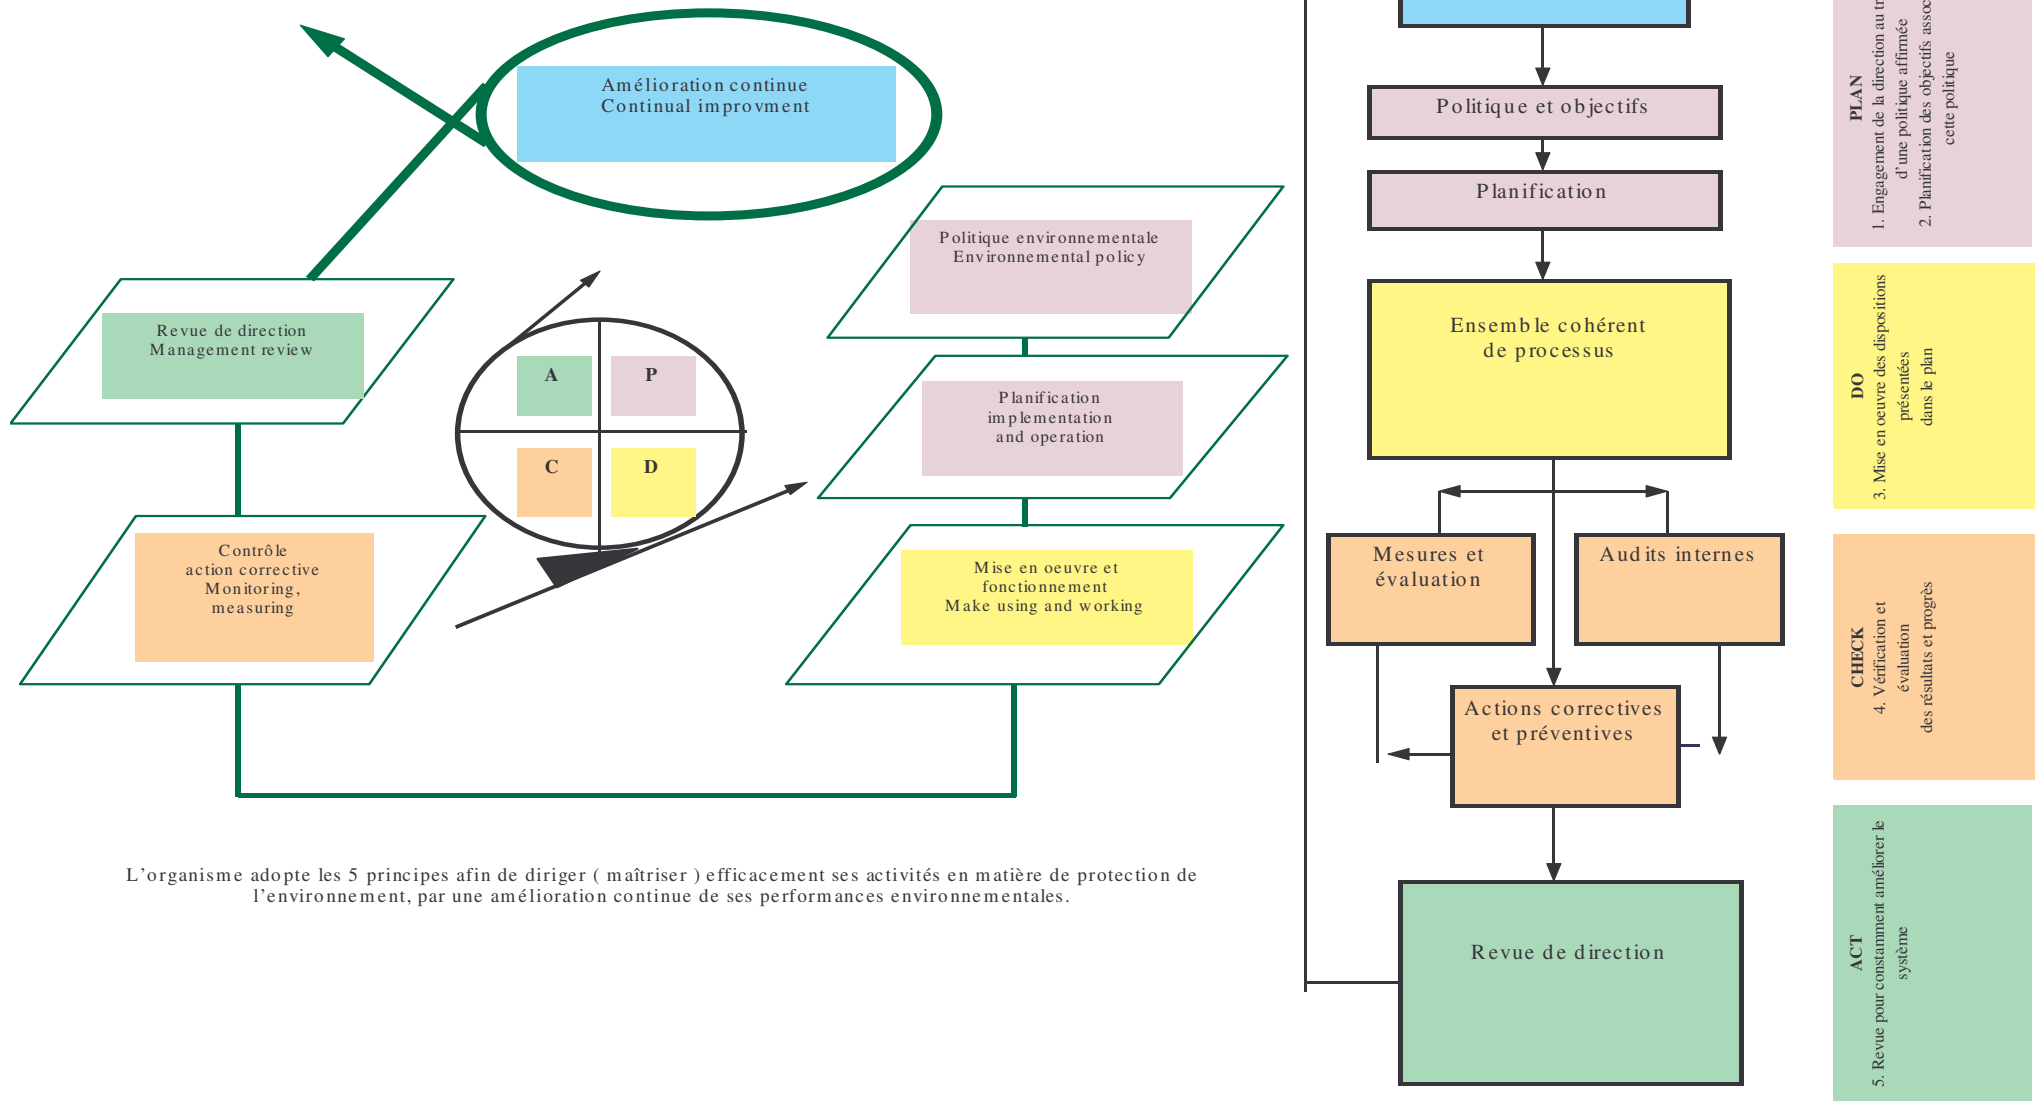 Amélioration continue
Continual improvment
Politique environnementale
Environnemental policy
Revue de direction
Management review
A
P
Planification
implementation
and operation
C
D
Contrôle
action corrective
Monitoring,
measuring
Mise en oeuvre et
fonctionnement
Make using and working
L'organisme adopte les 5 principes afin de diriger ( maîtriser ) efficacement ses activités en matière de protection de
l'environnement, par une amélioration continue de ses performances environnementales.
Politique et objectifs
Planification
Ensemble cohérent
de processus
Mesures et
évaluation
Audits internes
Actions correctives
et préventives
Revue de direction
PLAN
1. Engagement de la direction au
d'une politique affirmée
2. Planification des objectifs
cette politique
DO
3. Mise en oeuvre des dispositions
présentées
dans le plan
CHECK
4. Vérification et
évaluation
des résultats et progrès
ACT
5. Revue pour constamment améliorer le
système